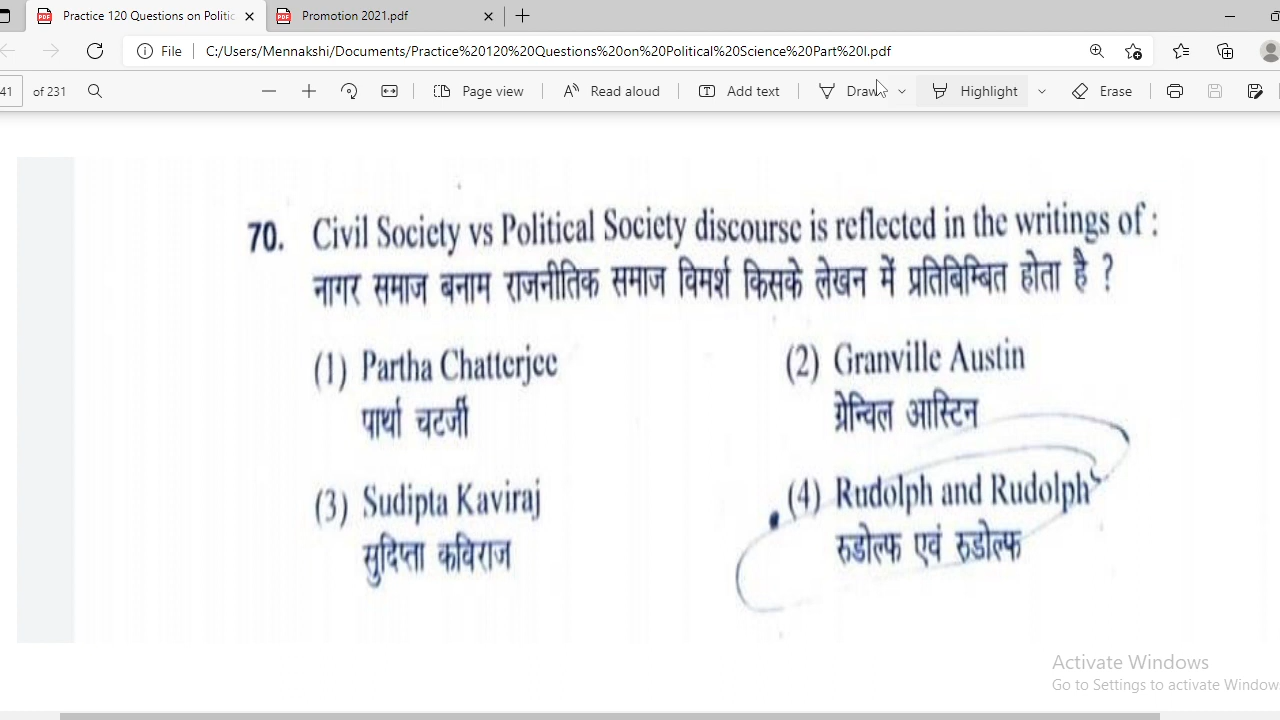 Practice 120 Questions on Politic
Promotion 2021.pdf
File
C:/Users/Mennakshi/Documents/Practice%20120%20Questions%20on%20Political%20Science%20Part%20I.pdf
41 of 231
Page view
Read aloud
Add text
Draw
Highlight
Erase
70. Civil Society vs Political Society discourse is reflected in the writings of :
नागर समाज बनाम राजनीतिक समाज विमर्श किसके लेखन में प्रतिबिम्बित होता है ?
(1) Partha Chatterjee
पार्था चटर्जी
(2) Granville Austin
ग्रेन्विल आस्टिन
(3) Sudipta Kaviraj
सुदिप्ता कविराज
(4) Rudolph and Rudolph
रुडोल्फ एवं रुडोल्फ
Activate Windows
Go to Settings to activate Window